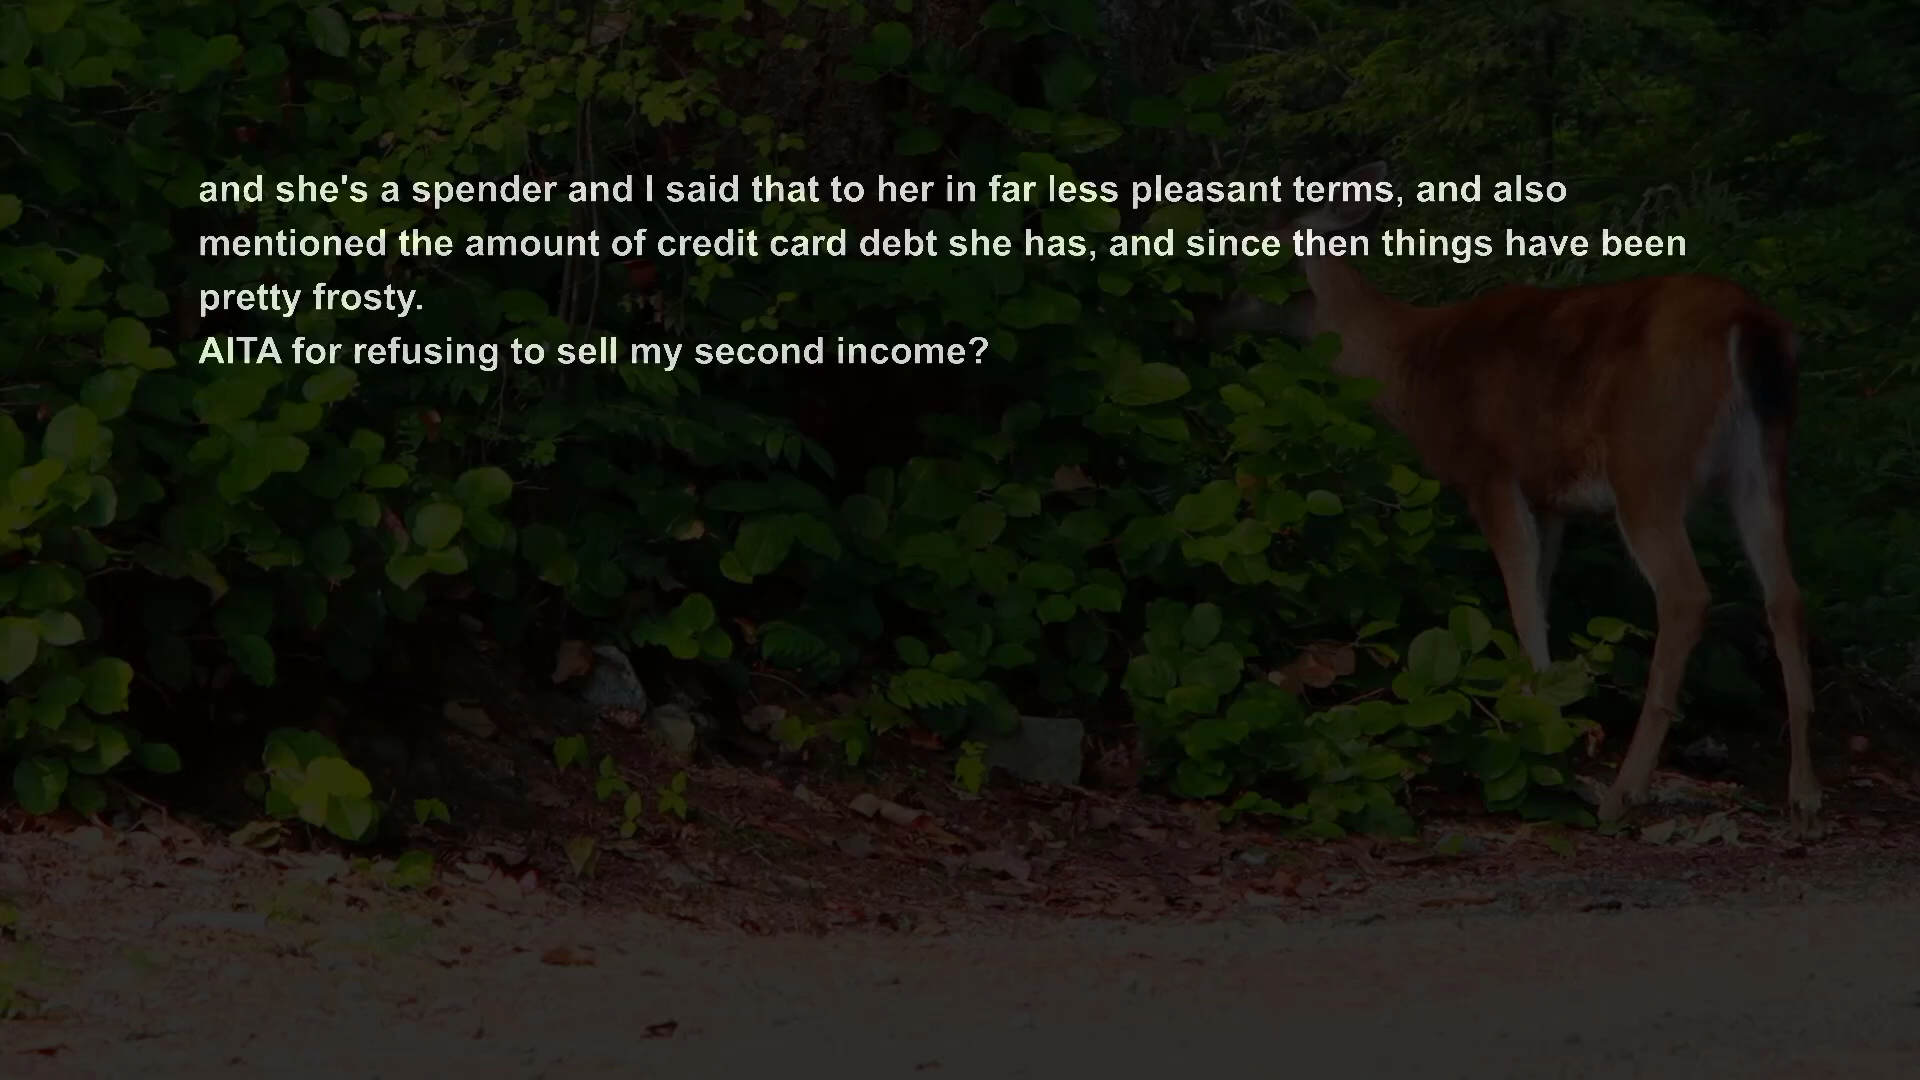 and she's a spender and I said that to her in far less pleasant terms, and also
mentioned the amount of credit card debt she has, and since then things have been
pretty frosty.
AITA for refusing to sell my second income?